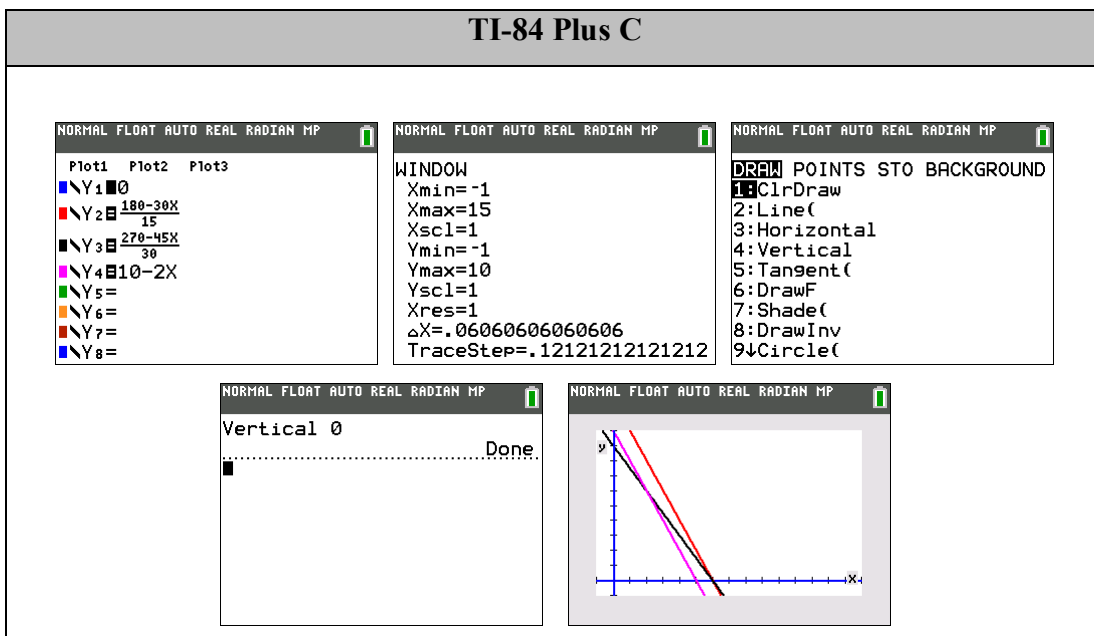 TI-84 Plus C
NORMAL FLOAT AUTO REAL RADIAN MP
Plot1 Plot2 Plot3
\Y1=0
\Y2=180-30X/15
\Y3=270-45X/30
\Y4=10-2X
\Y5=
\Y6=
\Y7=
\Y8=
NORMAL FLOAT AUTO REAL RADIAN MP
WINDOW
Xmin=-1
Xmax=15
Xscl=1
Ymin=-1
Ymax=10
Yscl=1
Xres=1
△X=.06060606060606
TraceStep=.12121212121212
NORMAL FLOAT AUTO REAL RADIAN MP
DRAW POINTS STO BACKGROUND
1:ClrDraw
2:Line(
3:Horizontal
4:Vertical
5:Tangent(
6:DrawF
7:Shade(
8:DrawInv
9↓Circle(
NORMAL FLOAT AUTO REAL RADIAN MP
Vertical 0
Done
NORMAL FLOAT AUTO REAL RADIAN MP
y
X